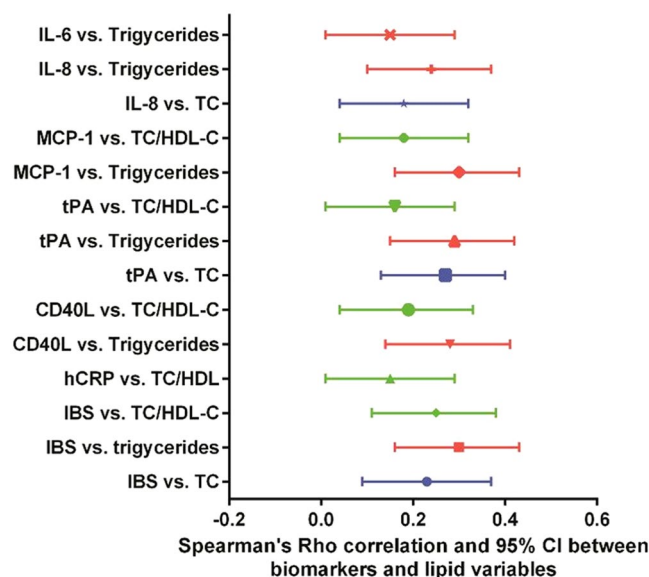 IL-6 vs. Trigycerides
IL-8 vs. Trigycerides
IL-8 vs. TC
MCP-1 vs. TC/HDL-C
MCP-1 vs. Trigycerides
tPA vs. TC/HDL-C
tPA vs. Trigycerides
tPA vs. TC
CD40L vs. TC/HDL-C
CD40L vs. Trigycerides
hCRP vs. TC/HDL
IBS vs. TC/HDL-C
IBS vs. trigycerides
IBS vs. TC
-0.2 0.0 0.2 0.4 0.6
Spearman's Rho correlation and 95% CI between
biomarkers and lipid variables